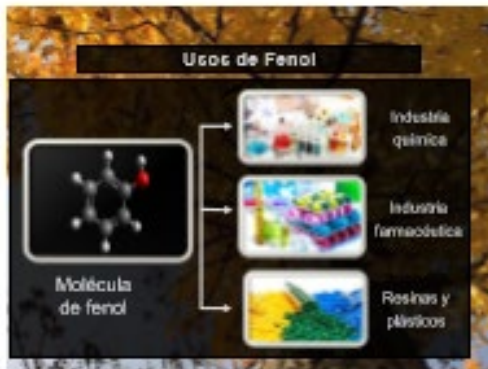 Usos de Fenol
Industria
química
Industria
farmacéutica
Molécula
de fenol
Resinas y
plásticos